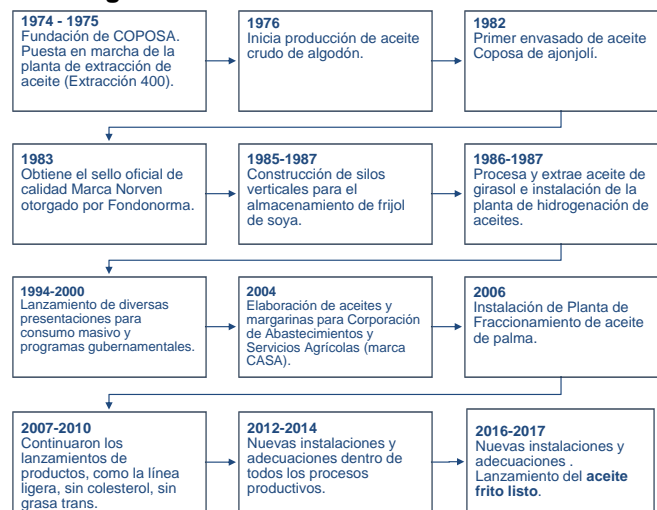 1974 - 1975
Fundación de COPOSA.
Puesta en marcha de la
planta de extracción de
aceite (Extracción 400).
1976
Inicia producción de aceite
crudo de algodón.
1982
Primer envasado de aceite
Coposa de ajonjolí.
1983
Obtiene el sello oficial de
calidad Marca Norven
otorgado por Fondonorma.
1985-1987
Construcción de silos
verticales para el
almacenamiento de frijol
de soya.
1986-1987
Procesa y extrae aceite de
girasol e instalación de la
planta de hidrogenación de
aceites.
1994-2000
Lanzamiento de diversas
presentaciones para
consumo masivo y
programas gubernamentales.
2004
Elaboración de aceites y
margarinas para Corporación
de Abastecimientos y
Servicios Agrícolas (marca
CASA).
2006
Instalación de Planta de
Fraccionamiento de aceite
de palma.
2007-2010
Continuaron los
lanzamientos de
productos, como la línea
ligera, sin colesterol, sin
grasa trans.
2012-2014
Nuevas instalaciones y
adecuaciones dentro de
todos los procesos
productivos.
2016-2017
Nuevas instalaciones y
adecuaciones .
Lanzamiento del aceite
frito listo.